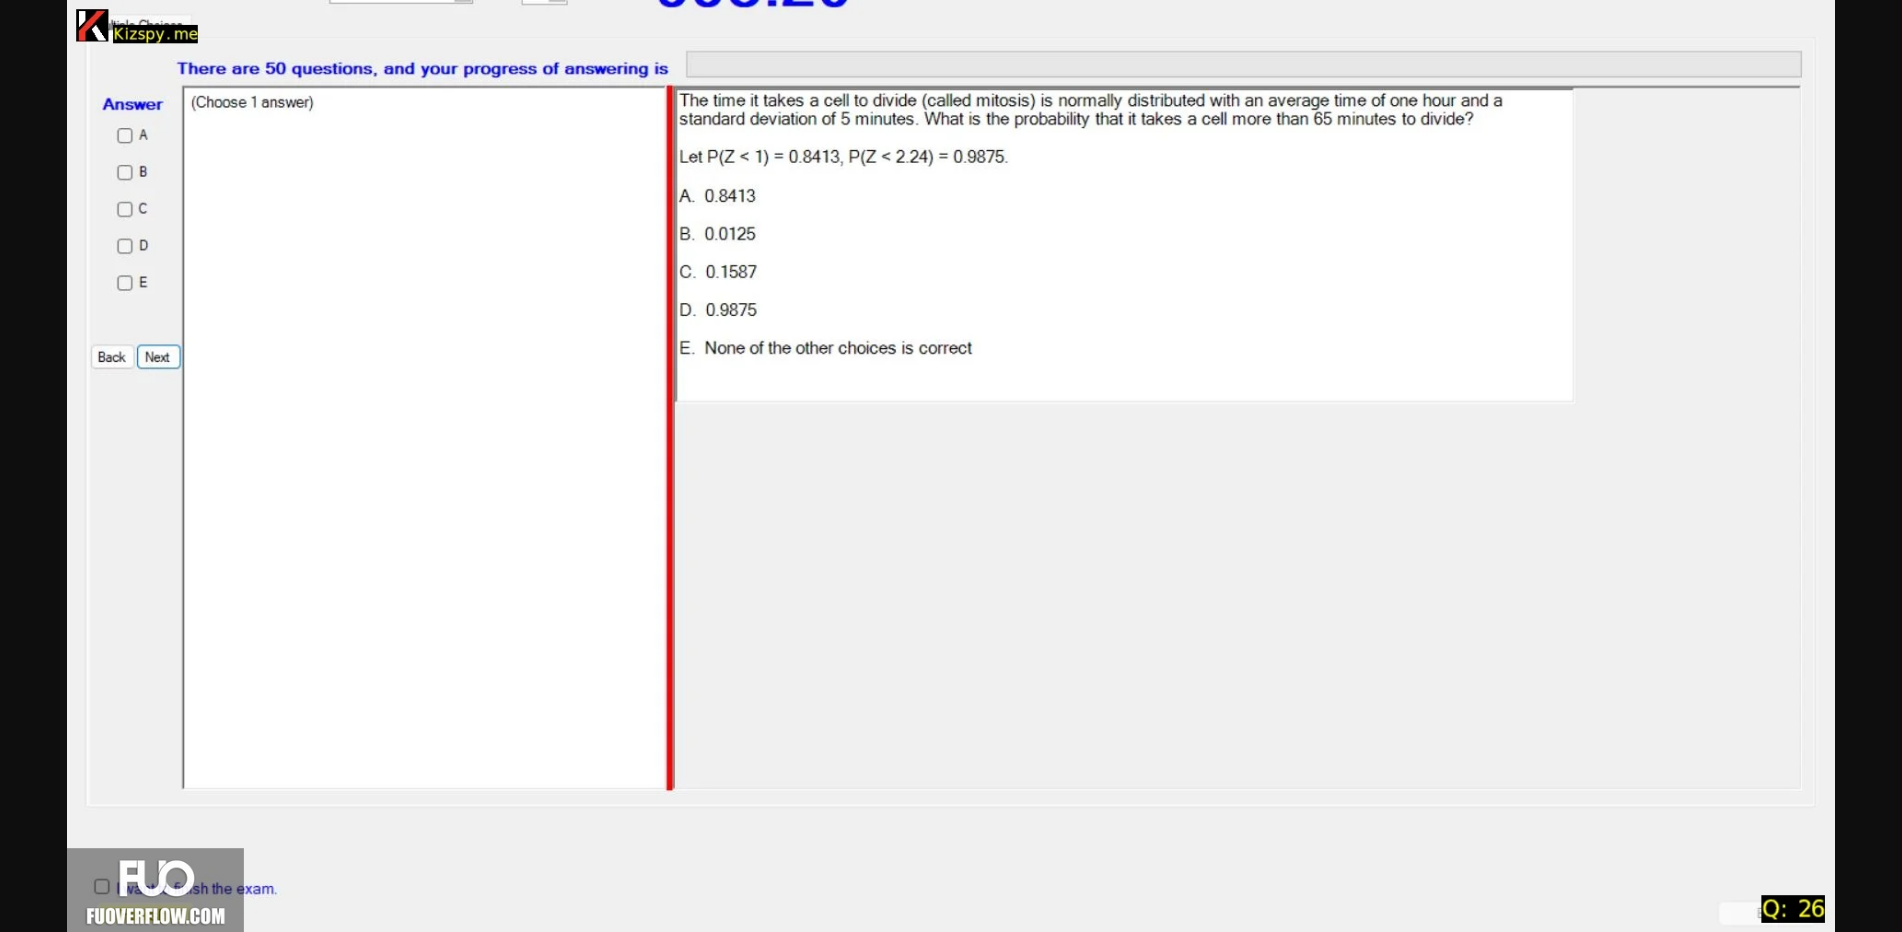 Kizspy.me
There are 50 questions, and your progress of answering is
Answer
(Choose 1 answer)
A
B
C
D
E
Back Next
The time it takes a cell to divide (called mitosis) is normally distributed with an average time of one hour and a
standard deviation of 5 minutes. What is the probability that it takes a cell more than 65 minutes to divide?
Let P(Z < 1) = 0.8413, P(Z < 2.24) = 0.9875.
A. 0.8413
B. 0.0125
C. 0.1587
D. 0.9875
E. None of the other choices is correct
the exam.
FUO
FUOVERFLOW.COM
Q: 26